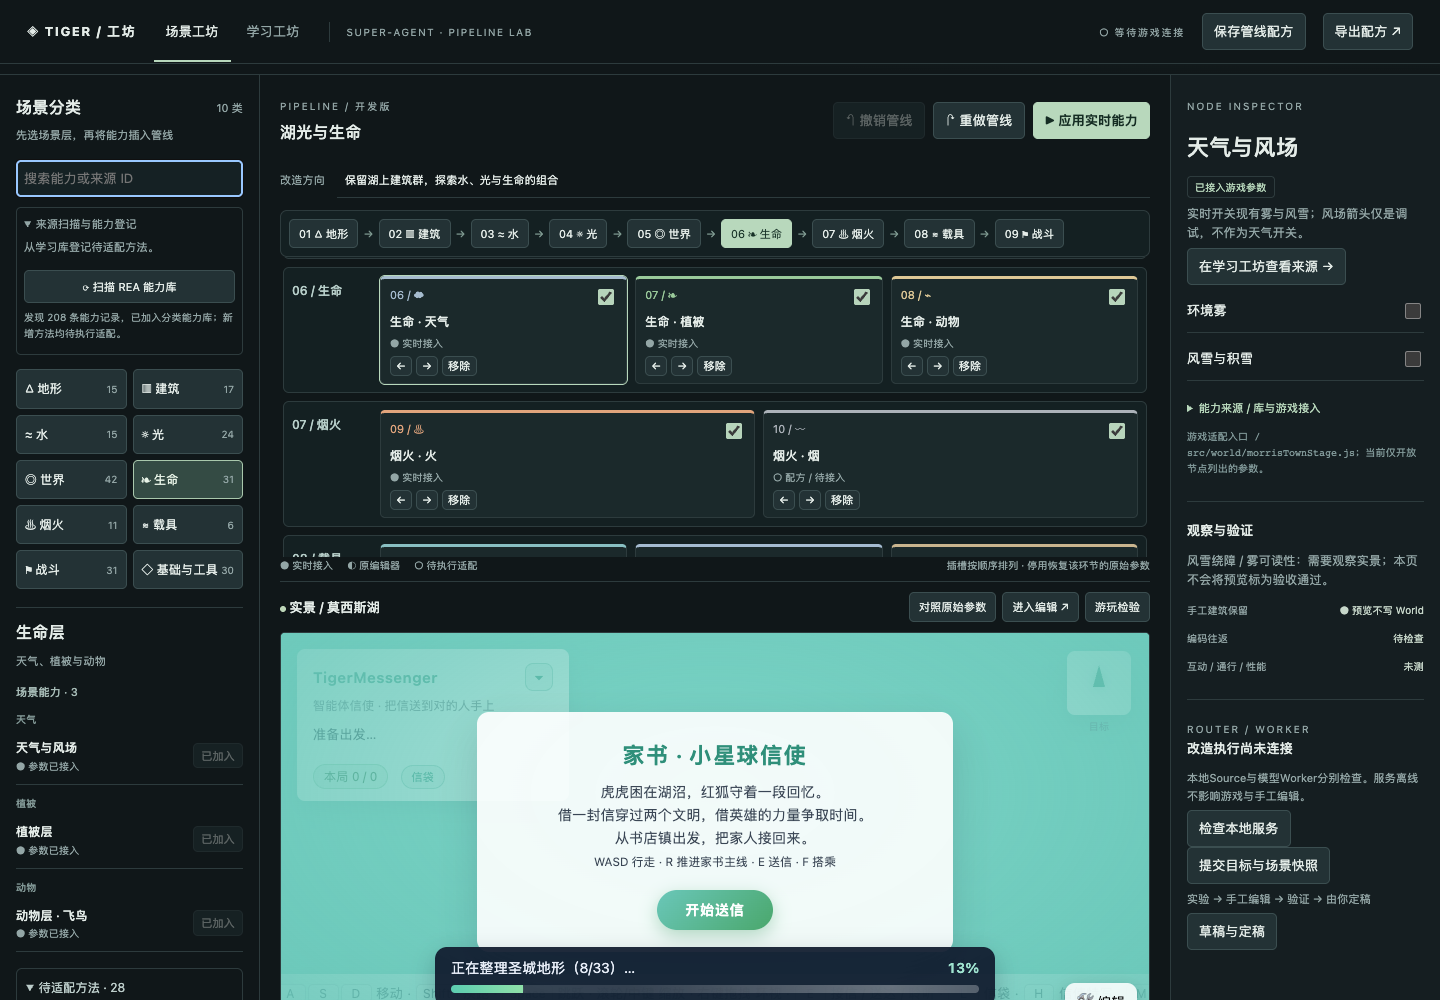 ◈ TIGER / 工坊
场景工坊
学习工坊
SUPER-AGENT · PIPELINE LAB
等待游戏连接
保存管线配方
导出配方 ↗
场景分类
10 类
先选场景层，再将能力插入管线
搜索能力或来源 ID
▼ 来源扫描与能力登记
从学习库登记待适配方法。
⟳ 扫描 REA 能力库
发现 208 条能力记录，已加入分类能力库；新
增方法均待执行适配。
地形 15
建筑 17
≈ 水 15
光 24
◎ 世界 42
生命 31
烟火 11
载具 6
战斗 31
基础与工具 30
生命层
天气、植被与动物
场景能力 · 3
天气
天气与风场
已加入
参数已接入
植被
植被层
已加入
参数已接入
动物
动物层 · 飞鸟
已加入
参数已接入
▼ 待适配方法 · 28
PIPELINE / 开发版
湖光与生命
撤销管线
重做管线
▶ 应用实时能力
改造方向
保留湖上建筑群，探索水、光与生命的组合
01 地形 →
02 建筑 →
03 ≈ 水 →
04 光 →
05 ◎ 世界 →
06 生命 →
07 烟火 →
08 载具 →
09 战斗
06 / 生命
06 /
生命 · 天气
实时接入
← → 移除
07 /
生命 · 植被
实时接入
← → 移除
08 /
生命 · 动物
实时接入
← → 移除
07 / 烟火
09 /
烟火 · 火
实时接入
← → 移除
10 /
烟火 · 烟
配方 / 待接入
← → 移除
08 / 载具
实时接入
原编辑器
待执行适配
插槽按顺序排列 · 停用恢复该环节的原始参数
实景 / 莫西斯湖
对照原始参数
进入编辑 ↗
游玩检验
TigerMessenger
智能体信使 · 把信送到对的人手上
准备出发…
本局 0 / 0
信袋
目标
家书 · 小星球信使
虎虎困在湖沼，红狐守着一段回忆。
借一封信穿过两个文明，借英雄的力量争取时间。
从书店镇出发，把家人接回来。
WASD 行走 · R 推进家书主线 · E 送信 · F 搭乘
开始送信
正在整理圣城地形（8/33）…
13%
A S D 移动 ·
袋 · H
编辑
NODE INSPECTOR
天气与风场
已接入游戏参数
实时开关现有雾与风雪；风场箭头仅是调
试，不作为天气开关。
在学习工坊查看来源 →
环境雾
风雪与积雪
▶ 能力来源 / 库与游戏接入
游戏适配入口 /
src/world/morrisTownStage.js；当前仅开放
节点列出的参数。
观察与验证
风雪绕障 / 雾可读性：需要观察实景；本页
不会将预览标为验收通过。
手工建筑保留
预览不写 World
编码往返
待检查
互动 / 通行 / 性能
未测
ROUTER / WORKER
改造执行尚未连接
本地Source与模型Worker分别检查。服务离线
不影响游戏与手工编辑。
检查本地服务
提交目标与场景快照
实验 → 手工编辑 → 验证 → 由你定稿
草稿与定稿